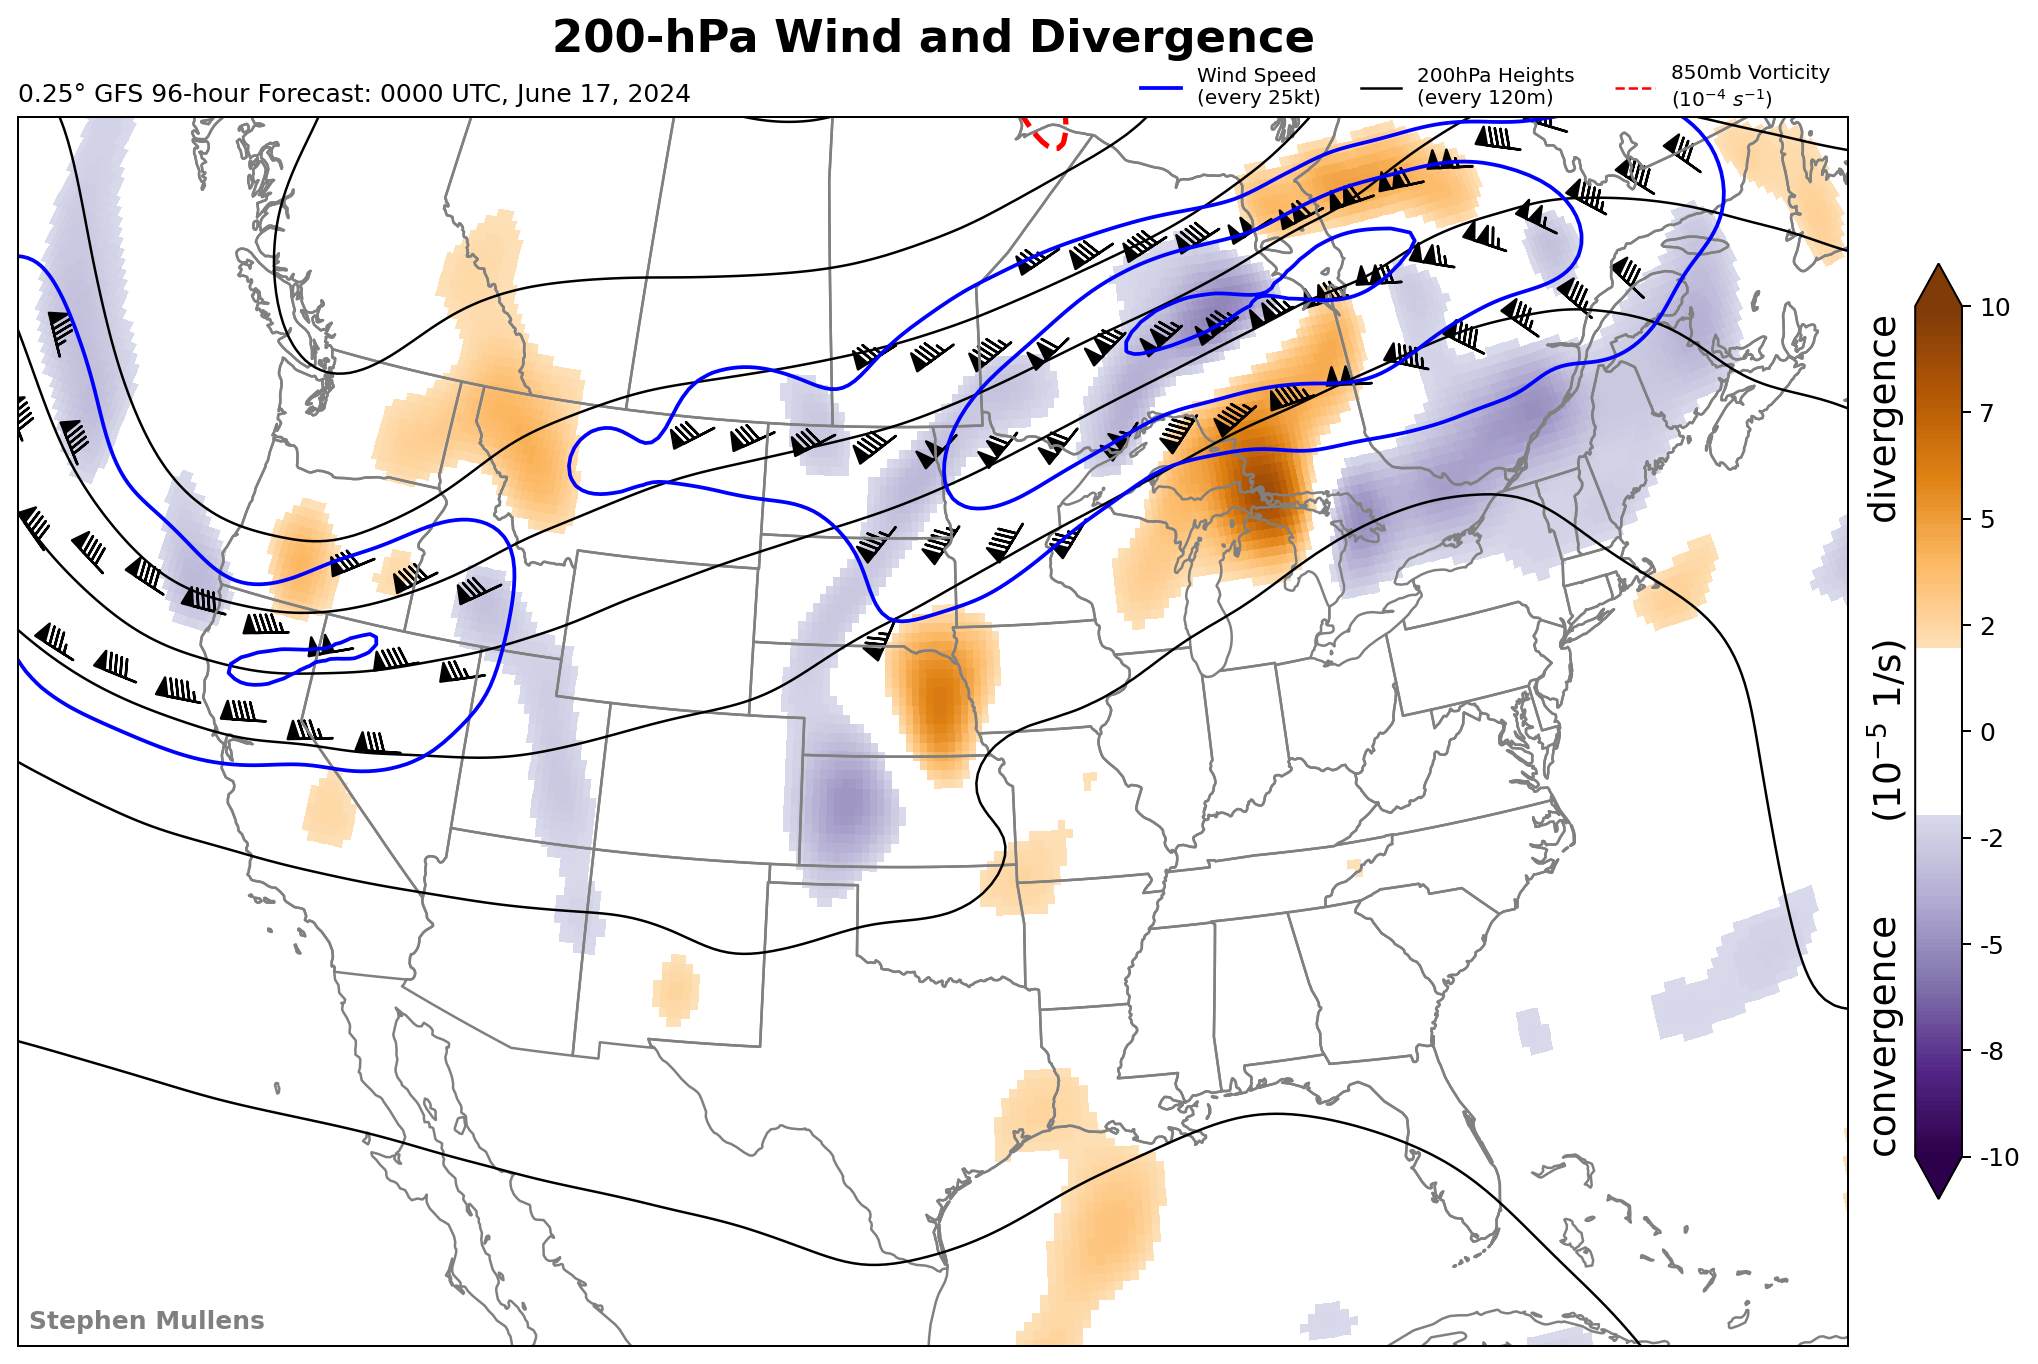 200-hPa Wind and Divergence
0.25° GFS 96-hour Forecast: 0000 UTC, June 17, 2024
Wind Speed
(every 25kt)
200hPa Heights
(every 120m)
850mb Vorticity
(10⁻⁴ s⁻¹)
10
7
5
2
0
-2
-5
-8
-10
convergence (10⁻⁵ 1/s) divergence
Stephen Mullens